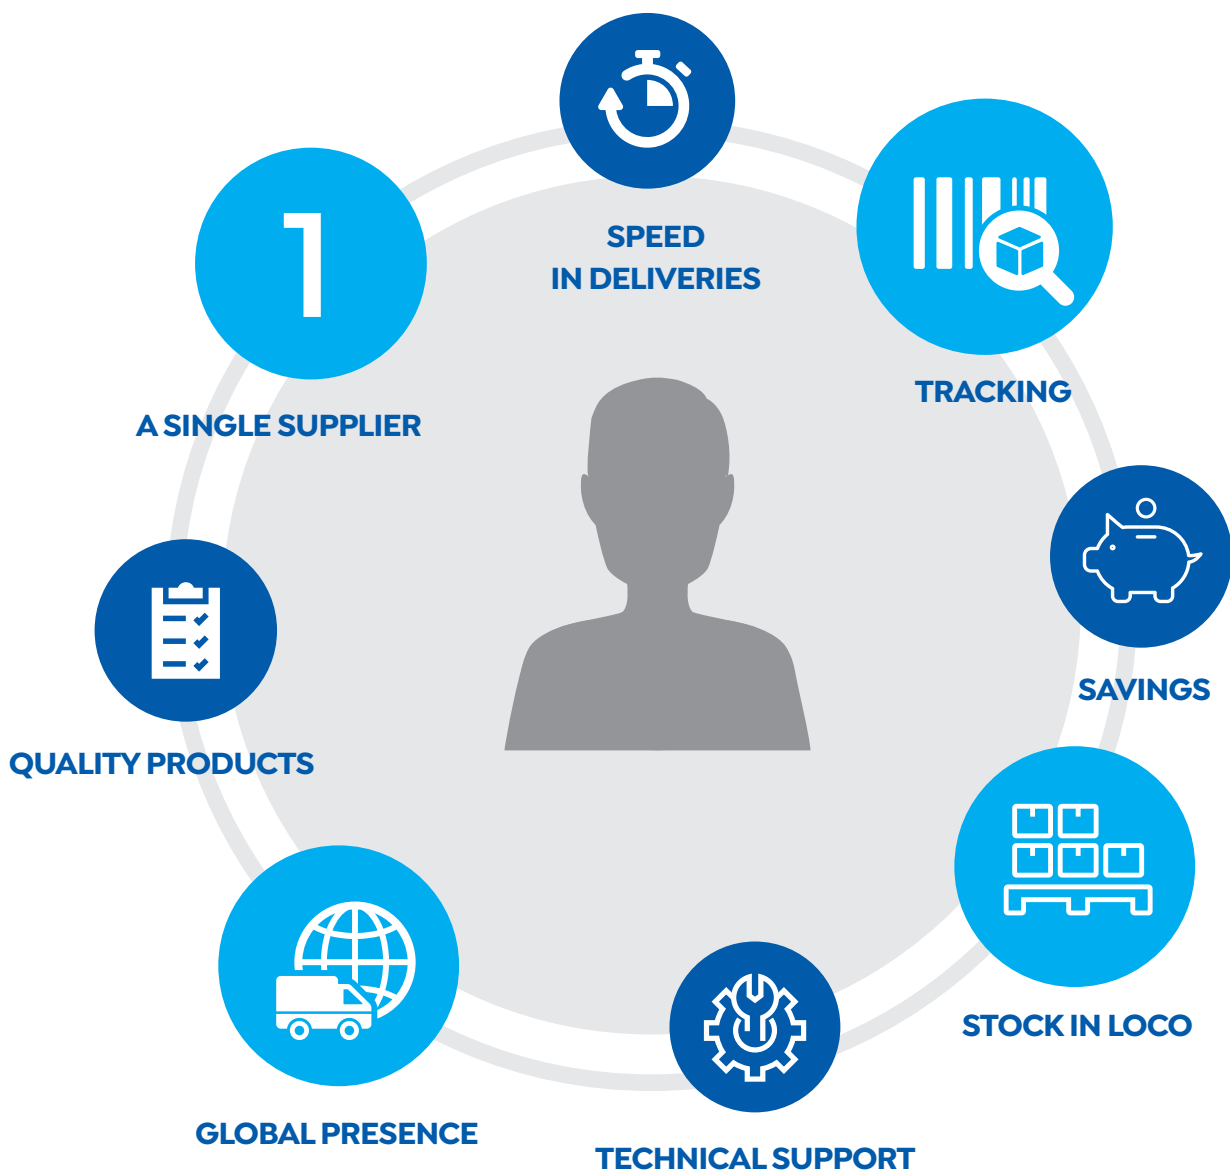 SPEED
IN DELIVERIES
1
TRACKING
A SINGLE SUPPLIER
SAVINGS
QUALITY PRODUCTS
STOCK IN LOCO
GLOBAL PRESENCE
TECHNICAL SUPPORT